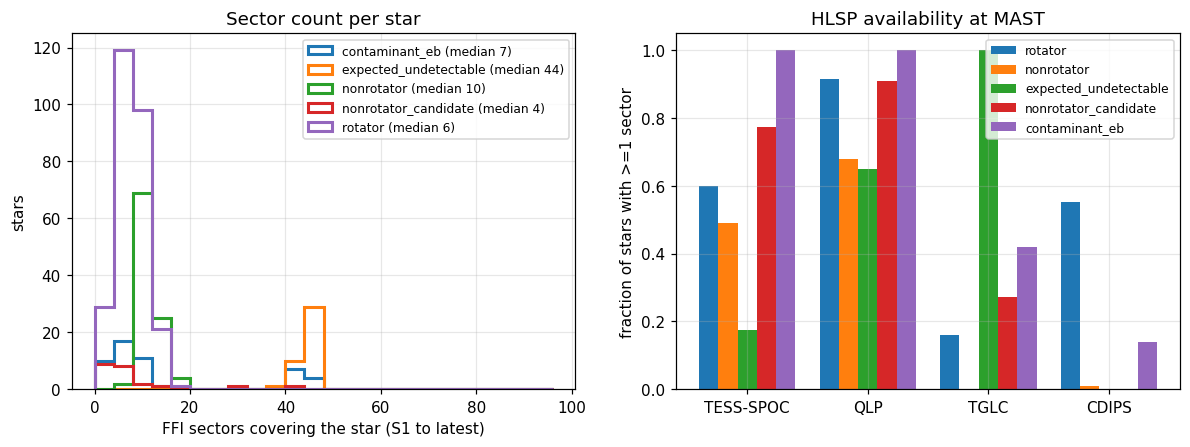 Sector count per star
120
100
80
60
40
20
0
stars
contaminant_eb (median 7)
expected_undetectable (median 44)
nonrotator (median 10)
nonrotator_candidate (median 4)
rotator (median 6)
0 20 40 60 80 100
FFI sectors covering the star (S1 to latest)
HLSP availability at MAST
1.0
0.8
0.6
0.4
0.2
0.0
fraction of stars with >=1 sector
rotator
nonrotator
expected_undetectable
nonrotator_candidate
contaminant_eb
TESS-SPOC QLP TGLC CDIPS